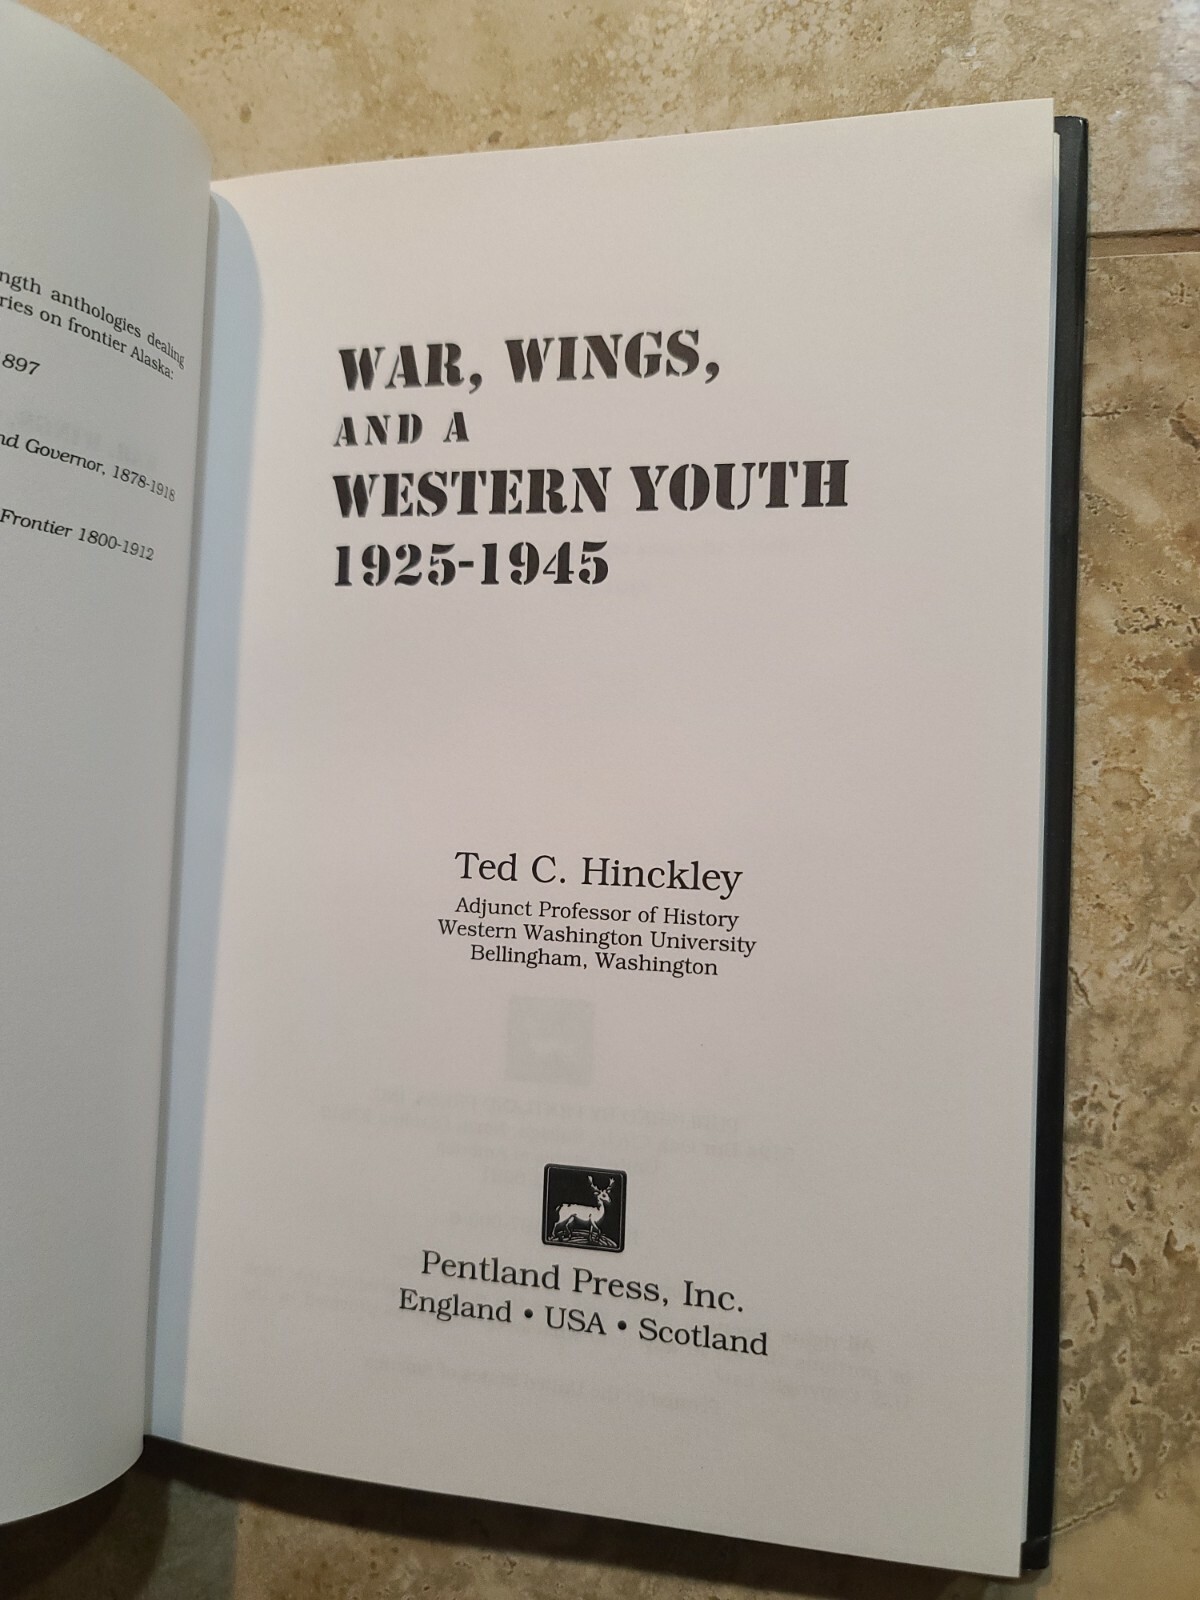 ngth anthologies dealing
ries on frontier Alaska:
897
nd Governor, 1878-1918
Frontier 1800-1912
WAR, WINGS,
AND A
WESTERN YOUTH
1925-1945
Ted C. Hinckley
Adjunct Professor of History
Western Washington University
Bellingham, Washington
Pentland Press, Inc.
England • USA • Scotland